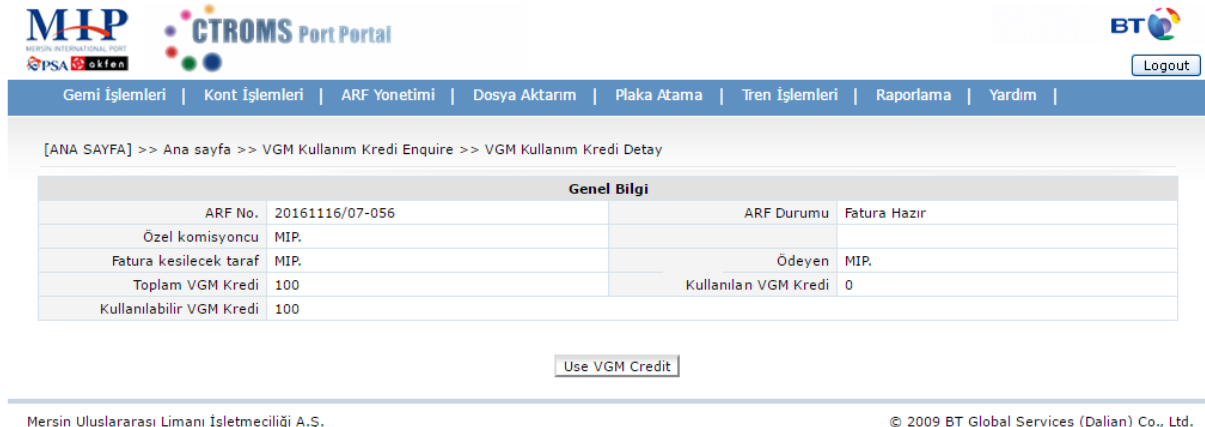 MIP
MERSİN INTERNATIONAL PORT
PSA akfen
CTROMS Port Portal
BT
Logout
Gemi İşlemleri | Kont İşlemleri | ARF Yonetimi | Dosya Aktarım | Plaka Atama | Tren İşlemleri | Raporlama | Yardım |
[ANA SAYFA] >> Ana sayfa >> VGM Kullanım Kredi Enquire >> VGM Kullanım Kredi Detay
Genel Bilgi
ARF No. 20161116/07-056 ARF Durumu Fatura Hazır
Özel komisyoncu MIP.
Fatura kesilecek taraf MIP. Ödeyen MIP.
Toplam VGM Kredi 100 Kullanılan VGM Kredi 0
Kullanılabilir VGM Kredi 100
Use VGM Credit
Mersin Uluslararası Limanı İşletmeciliği A.S. © 2009 BT Global Services (Dalian) Co., Ltd.